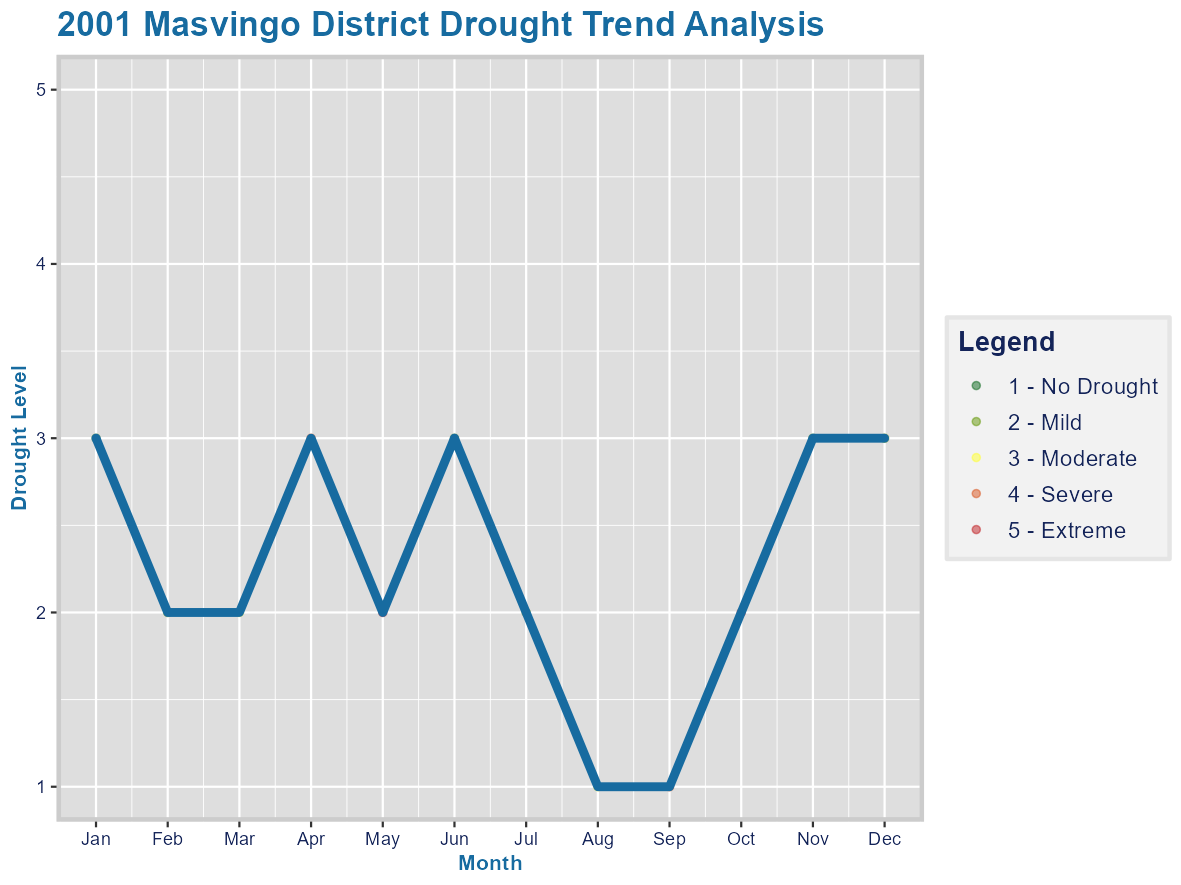 2001 Masvingo District Drought Trend Analysis
Drought Level
5
4
3
2
1
Jan Feb Mar Apr May Jun Jul Aug Sep Oct Nov Dec
Month
Legend
1 - No Drought
2 - Mild
3 - Moderate
4 - Severe
5 - Extreme